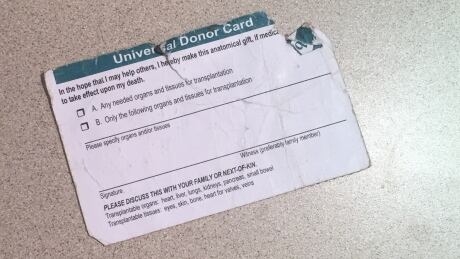 Universal Donor Card
In the hope that I may help others, I hereby make this anatomical gift, if medic
to take effect upon my death.
A. Any needed organs and tissues for transplantation
B. Only the following organs and tissues for transplantation
Please specify organs and/or tissues
Witness (preferably family member)
Signature
PLEASE DISCUSS THIS WITH YOUR FAMILY OR NEXT-OF-KIN.
Transplantable organs: heart, liver, lungs, kidneys, pancreas, small bowel
Transplantable tissues: eyes, skin, bone, heart for valves, veins